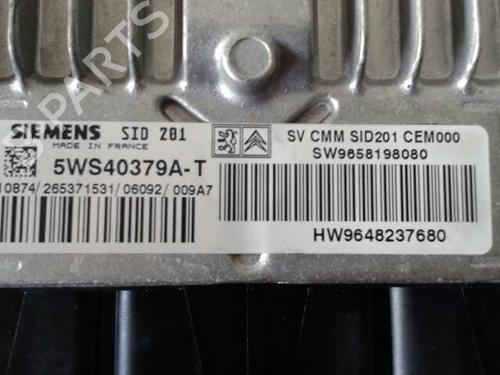 SIEMENS SID 201
MADE IN FRANCE
5WS40379A-T
10874/265371531/06092/009A7
SV CMM SID201 CEM000
SW9658198080
HW9648237680
PARTS